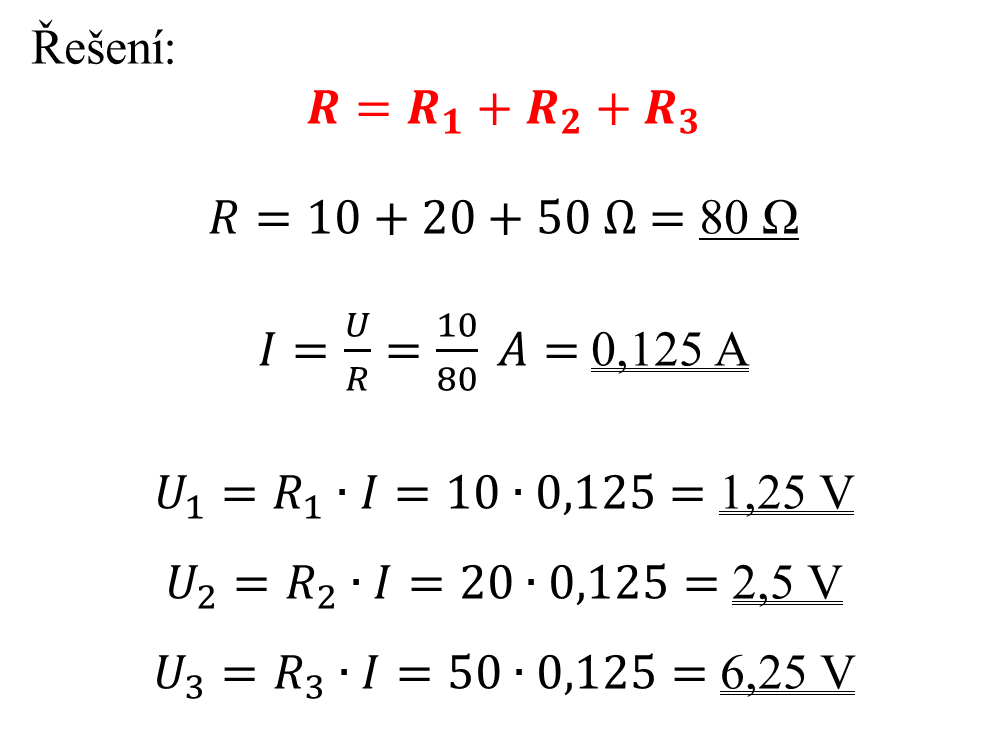 Řešení:
R = R₁ + R₂ + R₃
R = 10 + 20 + 50 Ω = 80 Ω
I = U/R = 10/80 A = 0,125 A
U₁ = R₁ · I = 10 · 0,125 = 1,25 V
U₂ = R₂ · I = 20 · 0,125 = 2,5 V
U₃ = R₃ · I = 50 · 0,125 = 6,25 V